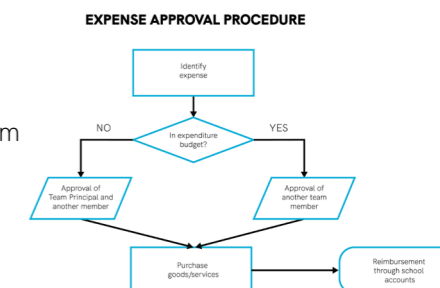 EXPENSE APPROVAL PROCEDURE
Identify
expense
m
NO
In expenditure
budget?
YES
Approval of
Team Principal and
another member
Approval of
another team
member
Purchase
goods/services
Reimbursement
through school
accounts